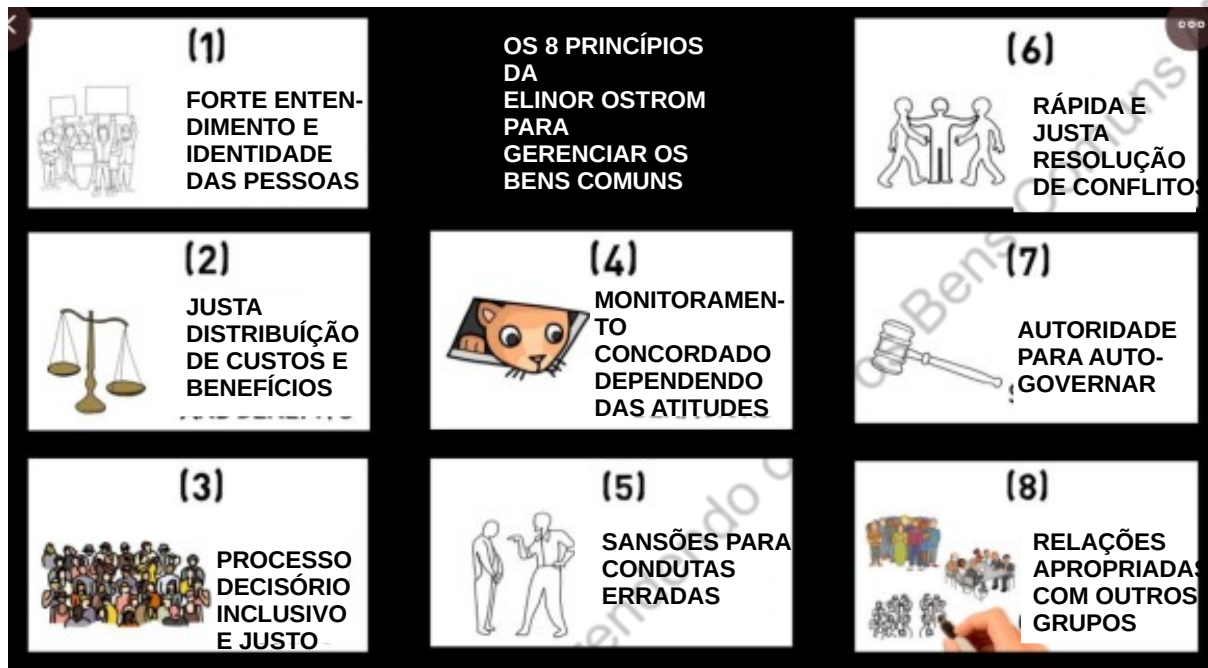 (1)
FORTE ENTEN-
DIMENTO E
IDENTIDADE
DAS PESSOAS
OS 8 PRINCÍPIOS
DA
ELINOR OSTROM
PARA
GERENCIAR OS
BENS COMUNS
(2)
JUSTA
DISTRIBUÍÇÃO
DE CUSTOS E
BENEFÍCIOS
(3)
PROCESSO
DECISÓRIO
INCLUSIVO
E JUSTO
(4)
MONITORAMEN-
TO
CONCORDADO
DEPENDENDO
DAS ATITUDES
(5)
SANSÕES PARA
CONDUTAS
ERRADAS
(6)
RÁPIDA E
JUSTA
RESOLUÇÃO
DE CONFLITOS
(7)
AUTORIDADE
PARA AUTO-
GOVERNAR
(8)
RELAÇÕES
APROPRIADAS
COM OUTROS
GRUPOS
Bens Comuns